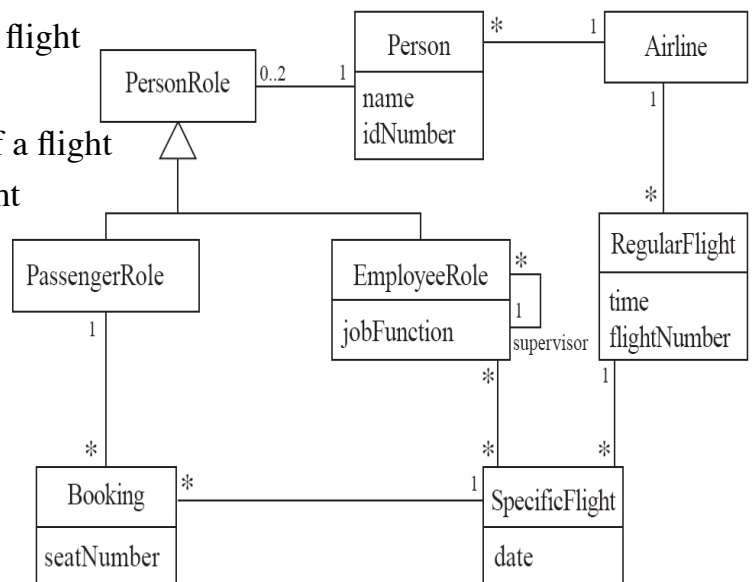 flight
f a flight
nt
Person
name
idNumber
* 1
Airline
PersonRole
0..2 1
1
*
RegularFlight
time
flightNumber
PassengerRole
EmployeeRole
jobFunction
*
1
supervisor
1
*
*
*
1
*
Booking
seatNumber
* 1
SpecificFlight
date